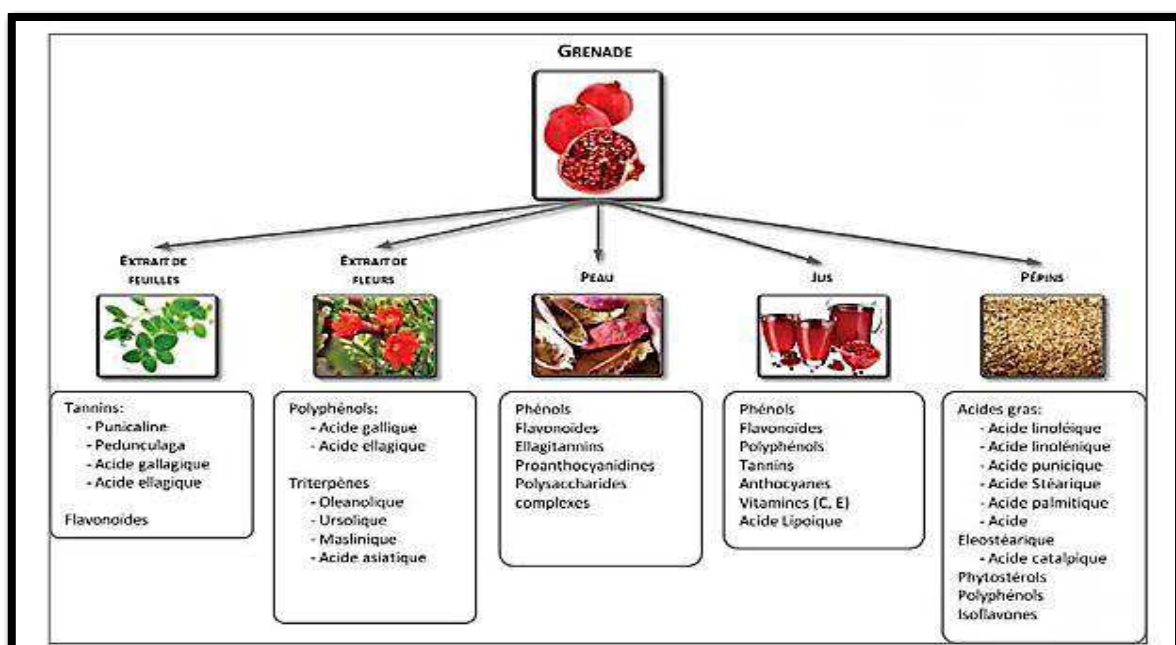 GRENADE
EXTRAIT DE
FEUILLES
EXTRAIT DE
FLEURS
PEAU
JUS
PÉPINS
Tannins:
- Punicaline
- Pedunculaga
- Acide gallagique
- Acide ellagique
Flavonoïdes
Polyphénols:
- Acide gallique
- Acide ellagique
Triterpènes
- Oleanolique
- Ursolique
- Maslinique
- Acide asiatique
Phénols
Flavonoïdes
Ellagitannins
Proanthocyanidines
Polysaccharides
complexes
Phénols
Flavonoïdes
Polyphénols
Tannins
Anthocyanes
Vitamines (C, E)
Acide Lipoique
Acides gras:
- Acide linoléique
- Acide linolénique
- Acide punicique
- Acide Stéarique
- Acide palmitique
- Acide
Eleostéarique
- Acide catalpique
Phytostérols
Polyphénols
Isoflavones